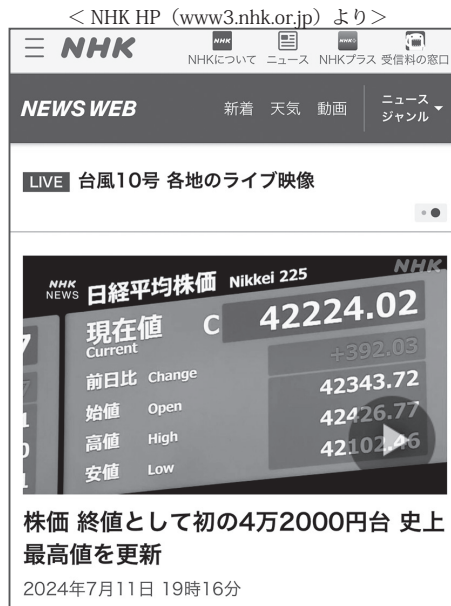 ＜NHK HP（www3.nhk.or.jp）より＞
NHK
NHK
NHKについて
ニュース
NHK+
NHKプラス
受信料の窓口
NEWS WEB
新着 天気 動画
ニュース
ジャンル
LIVE 台風10号 各地のライブ映像
NHK
NHK
NEWS
日経平均株価 Nikkei 225
現在値 C 42224.02
Current
+392.03
前日比 Change
始値 Open 42343.72
高値 High 42426.77
安値 Low 42102.46
株価 終値として初の4万2000円台 史上
最高値を更新
2024年7月11日 19時16分